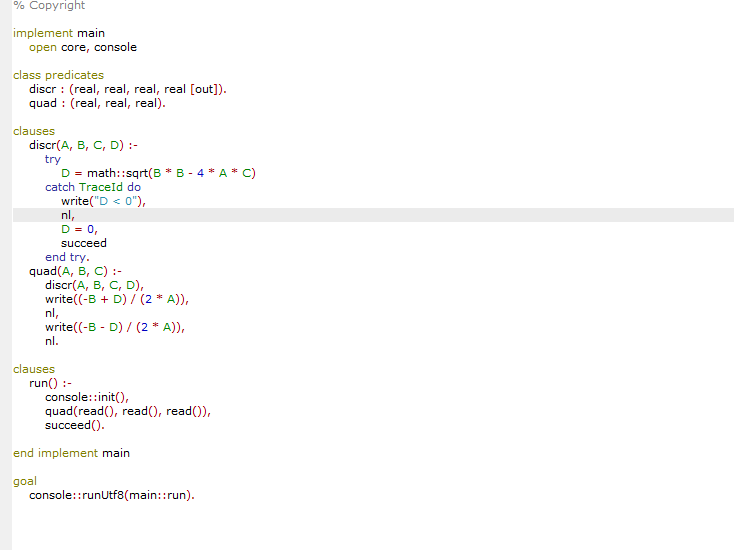 % Copyright
implement main
open core, console
class predicates
discr : (real, real, real, real [out]).
quad : (real, real, real).
clauses
discr(A, B, C, D) :-
try
D = math::sqrt(B * B - 4 * A * C)
catch TraceId do
write("D < 0"),
nl,
D = 0,
succeed
end try.
quad(A, B, C) :-
discr(A, B, C, D),
write((-B + D) / (2 * A)),
nl,
write((-B - D) / (2 * A)),
nl.
clauses
run() :-
console::init(),
quad(read(), read(), read()),
succeed().
end implement main
goal
console::runUtf8(main::run).